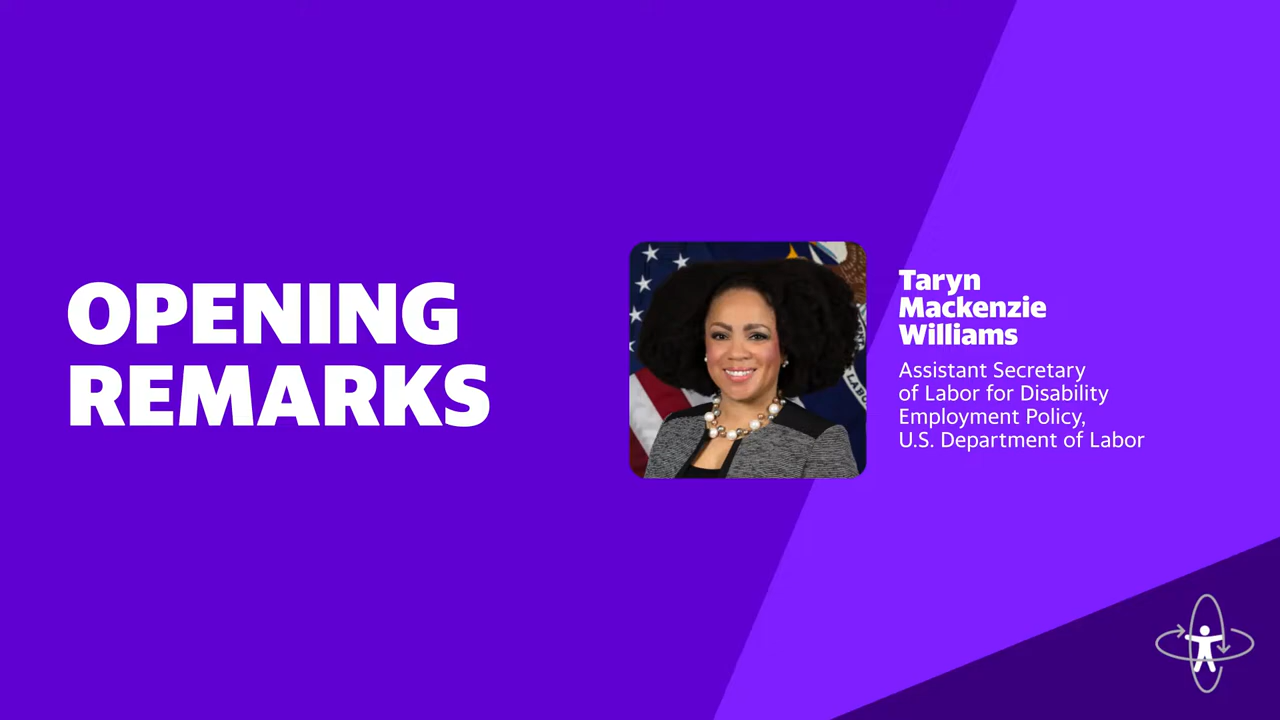 OPENING
REMARKS
Taryn
Mackenzie
Williams
Assistant Secretary
of Labor for Disability
Employment Policy,
U.S. Department of Labor